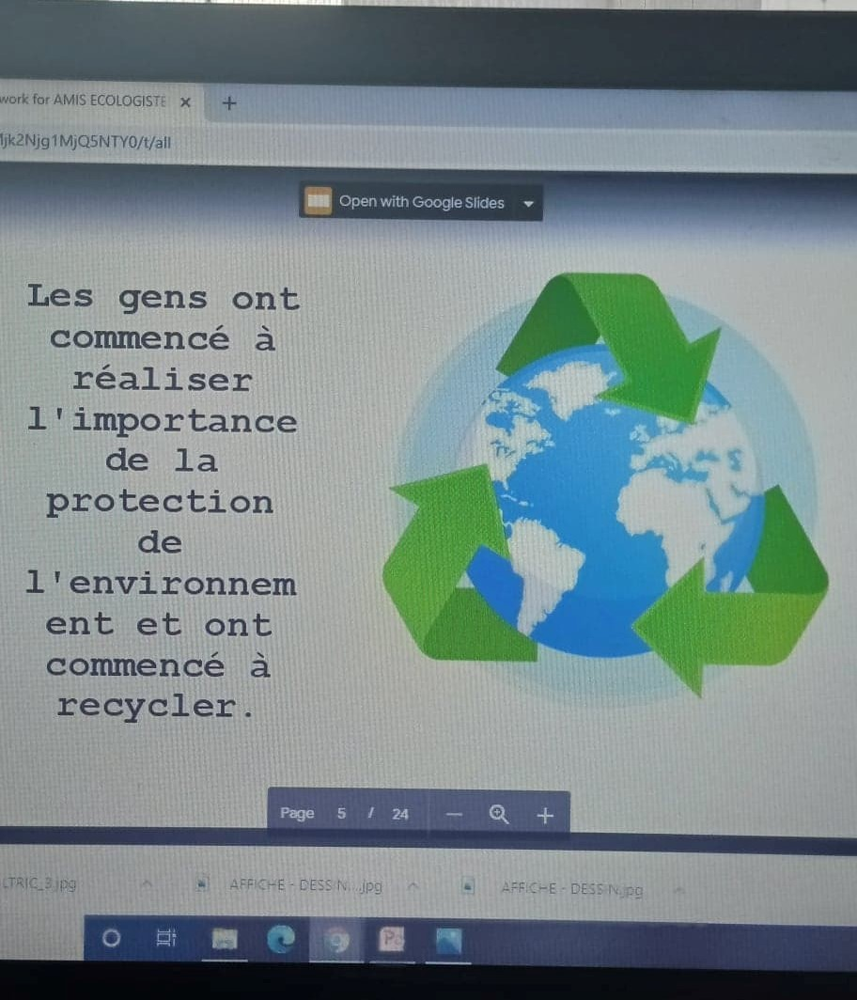 work for AMIS ECOLOGISTE
jk2Njg1MjQ5NTY0/t/all
Open with Google Slides
Les gens ont
commencé à
réaliser
l'importance
de la
protection
de
l'environnem
ent et ont
commencé à
recycler.
Page 5 / 24
LTRIC_3.jpg
AFFICHE - DESSIN....jpg
AFFICHE - DESSIN.jpg